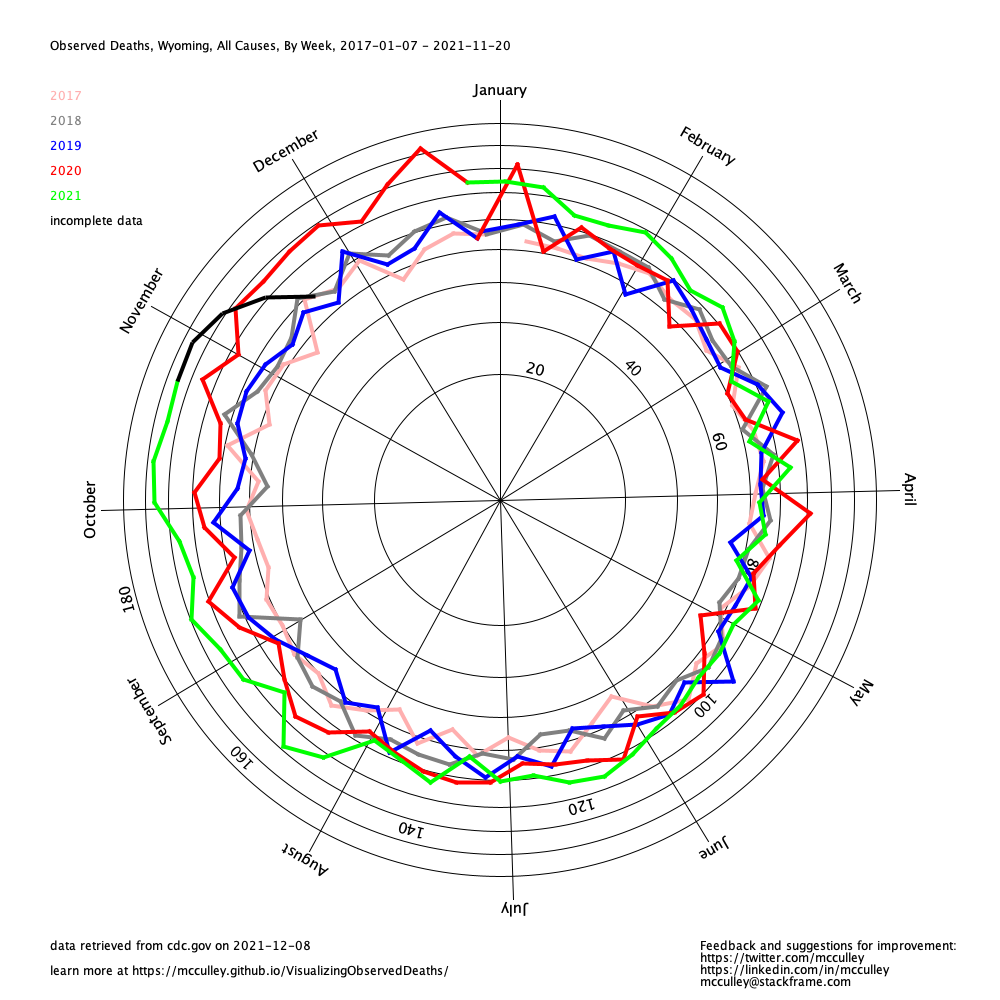 Observed Deaths, Wyoming, All Causes, By Week, 2017-01-07 - 2021-11-20
January
2017
2018
2019
2020
2021
incomplete data
December
February
November
March
20
40
60
October
April
80
180
September
May
100
160
120
140
August
June
July
data retrieved from cdc.gov on 2021-12-08
learn more at https://mcculley.github.io/VisualizingObservedDeaths/
Feedback and suggestions for improvement:
https://twitter.com/mcculley
https://linkedin.com/in/mcculley
mcculley@stackframe.com